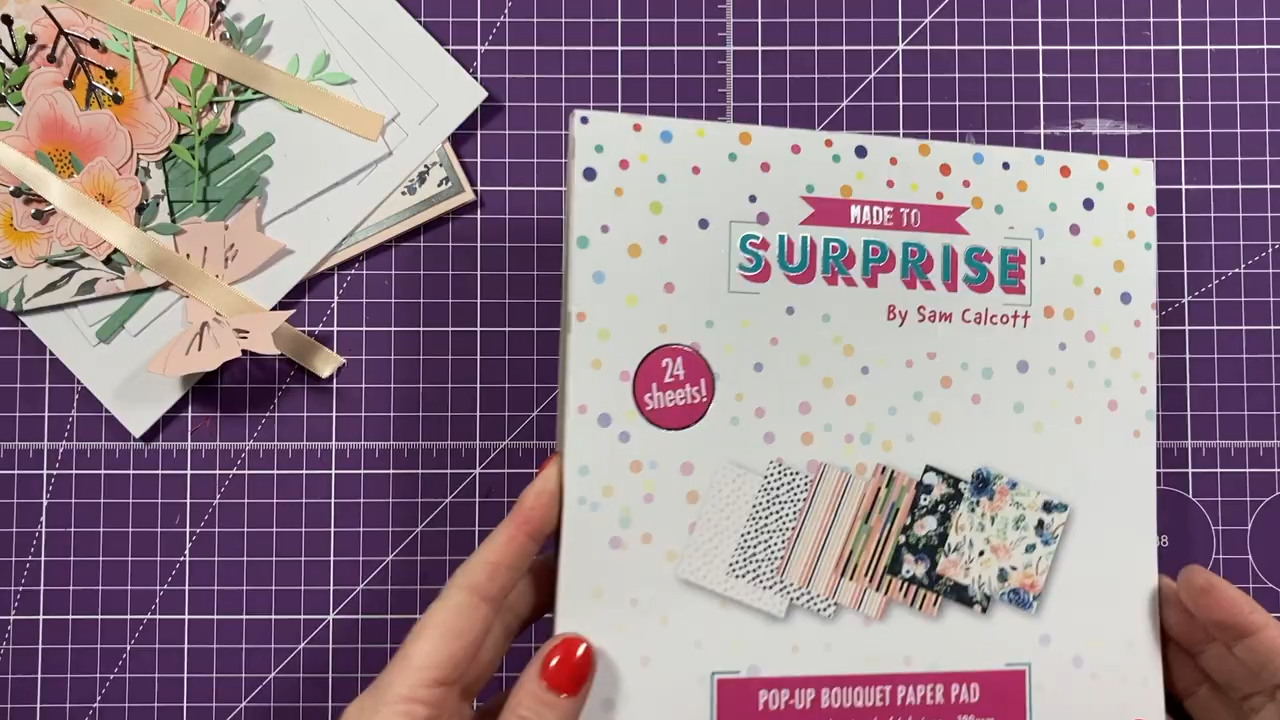 MADE TO
SURPRISE
By Sam Calcott
24
sheets!
POP-UP BOUQUET PAPER PAD